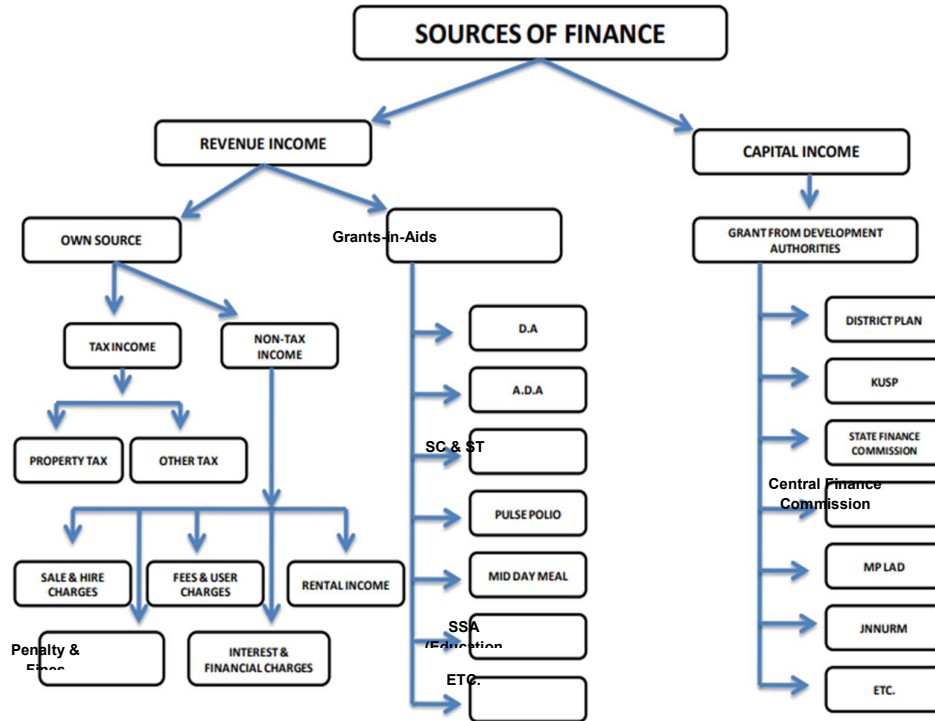 SOURCES OF FINANCE
REVENUE INCOME
CAPITAL INCOME
OWN SOURCE
Grants-in-Aids
GRANT FROM DEVELOPMENT
AUTHORITIES
TAX INCOME
NON-TAX
INCOME
PROPERTY TAX
OTHER TAX
SALE & HIRE
CHARGES
FEES & USER
CHARGES
RENTAL INCOME
Penalty &
Fines
INTEREST &
FINANCIAL CHARGES
D.A
A.D.A
SC & ST
PULSE POLIO
MID DAY MEAL
SSA
/Education
ETC.
DISTRICT PLAN
KUSP
STATE FINANCE
COMMISSION
Central Finance
Commission
MP LAD
JNNURM
ETC.